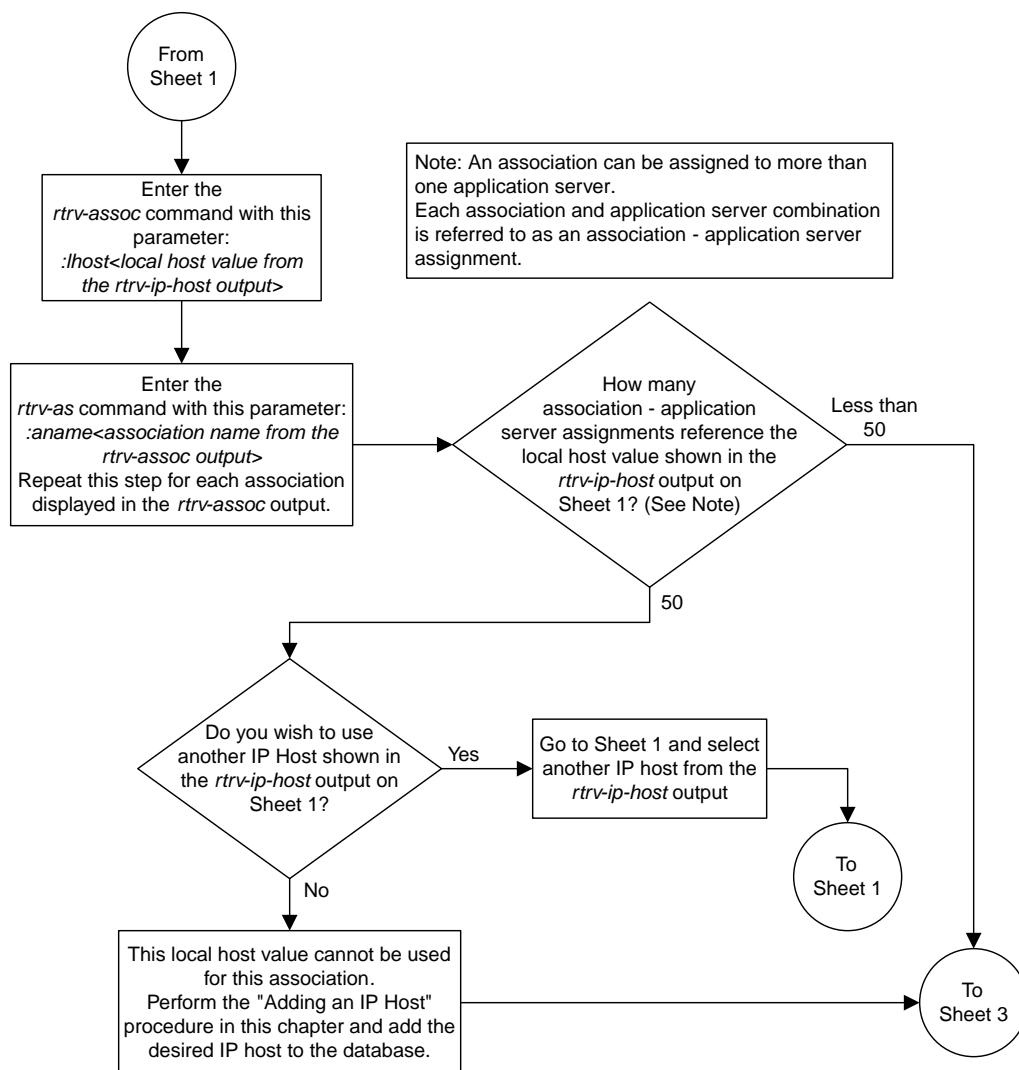 From
Sheet 1
Note: An association can be assigned to more than
one application server.
Each association and application server combination
is referred to as an association - application server
assignment.
Enter the
rtrv-assoc command with this
parameter:
:lhost<local host value from
the rtrv-ip-host output>
Enter the
rtrv-as command with this parameter:
:aname<association name from the
rtrv-assoc output>
Repeat this step for each association
displayed in the rtrv-assoc output.
How many
association - application
server assignments reference the
local host value shown in the
rtrv-ip-host output on
Sheet 1? (See Note)
Less than
50
50
Do you wish to use
another IP Host shown in
the rtrv-ip-host output on
Sheet 1?
Yes
Go to Sheet 1 and select
another IP host from the
rtrv-ip-host output
To
Sheet 1
No
This local host value cannot be used
for this association.
Perform the "Adding an IP Host"
procedure in this chapter and add the
desired IP host to the database.
To
Sheet 3